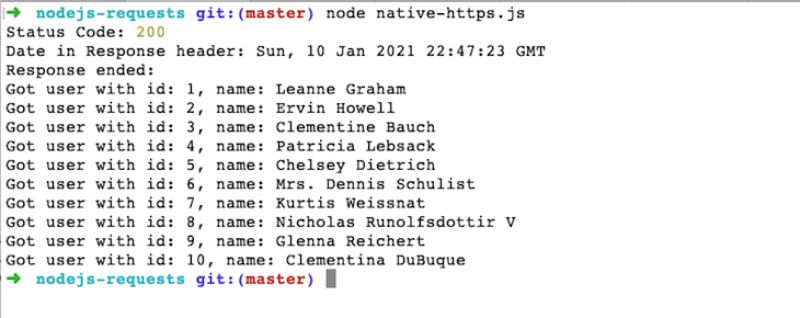 ➜ nodejs-requests git:(master) node native-https.js
Status Code: 200
Date in Response header: Sun, 10 Jan 2021 22:47:23 GMT
Response ended:
Got user with id: 1, name: Leanne Graham
Got user with id: 2, name: Ervin Howell
Got user with id: 3, name: Clementine Bauch
Got user with id: 4, name: Patricia Lebsack
Got user with id: 5, name: Chelsey Dietrich
Got user with id: 6, name: Mrs. Dennis Schulist
Got user with id: 7, name: Kurtis Weissnat
Got user with id: 8, name: Nicholas Runolfsdottir V
Got user with id: 9, name: Glenna Reichert
Got user with id: 10, name: Clementina DuBuque
➜ nodejs-requests git:(master)